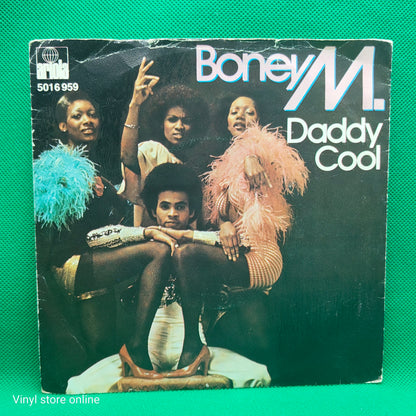 ariola
5016 959
Boney M.
Daddy
Cool
Vinyl store online